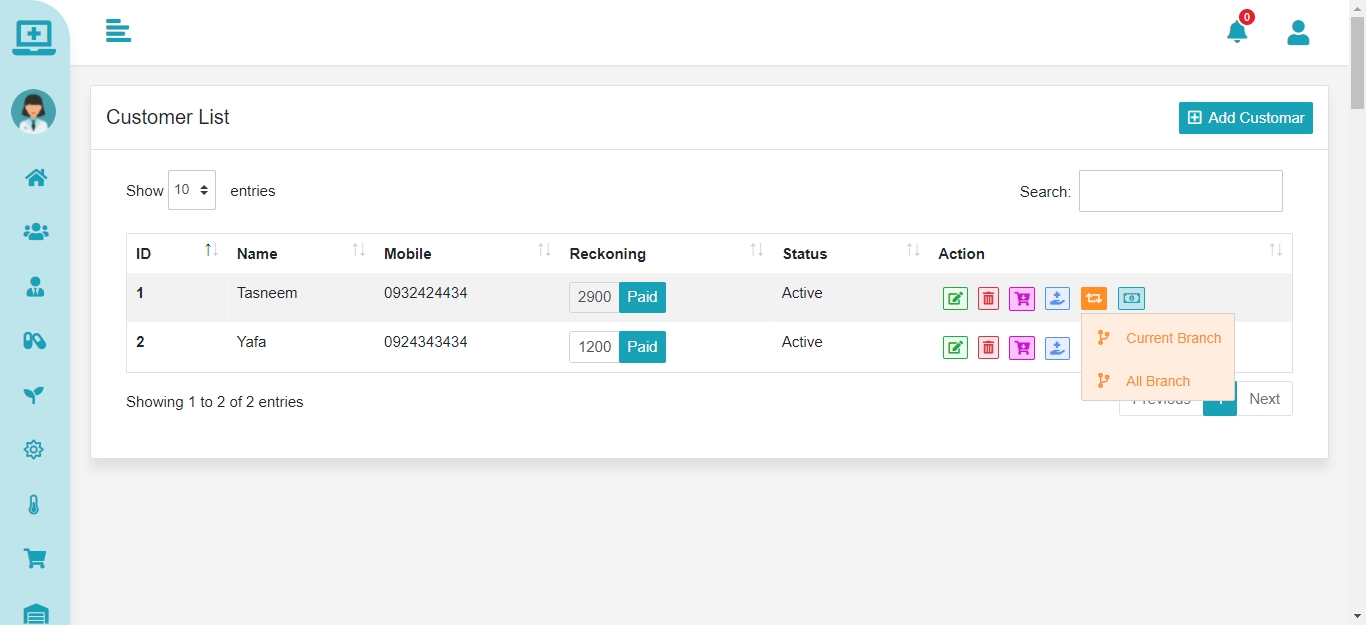 0
Customer List
Add Customar
Show 10 entries
Search:
ID Name Mobile Reckoning Status Action
1 Tasneem 0932424434 2900 Paid Active
Current Branch
2 Yafa 0924343434 1200 Paid Active
All Branch
Showing 1 to 2 of 2 entries
Previous 1 Next